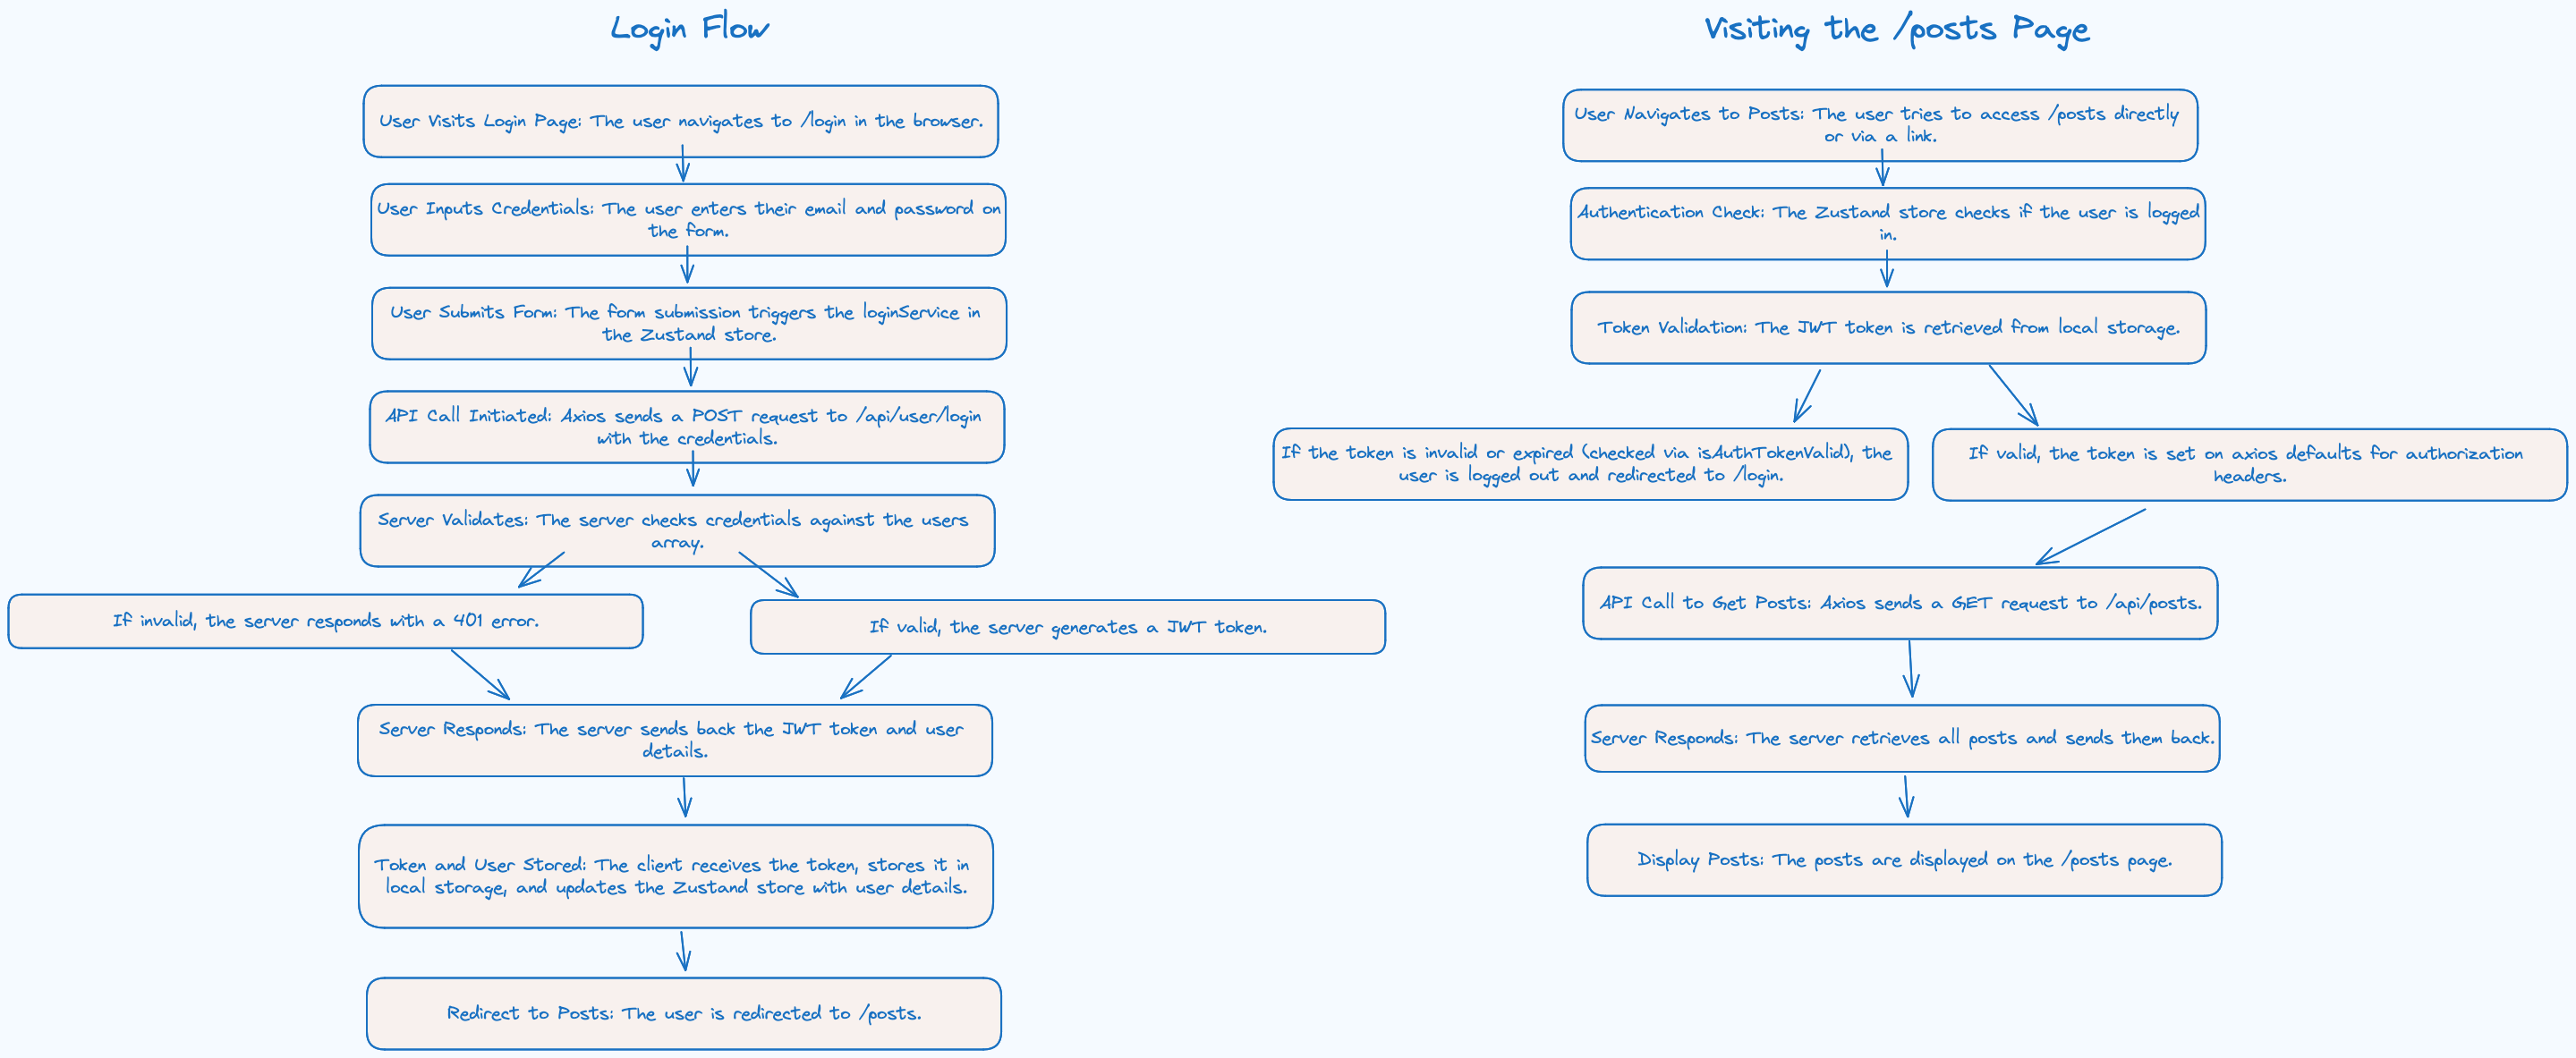 Login Flow
User Visits Login Page: The user navigates to /login in the browser.
User Inputs Credentials: The user enters their email and password on
the form.
User Submits Form: The form submission triggers the loginService in
the Zustand store.
API Call Initiated: Axios sends a POST request to /api/user/login
with the credentials.
Server Validates: The server checks credentials against the users
array.
If invalid, the server responds with a 401 error.
If valid, the server generates a JWT token.
Server Responds: The server sends back the JWT token and user
details.
Token and User Stored: The client receives the token, stores it in
local storage, and updates the Zustand store with user details.
Redirect to Posts: The user is redirected to /posts.
Visiting the /posts Page
User Navigates to Posts: The user tries to access /posts directly
or via a link.
Authentication Check: The Zustand store checks if the user is logged
in.
Token Validation: The JWT token is retrieved from local storage.
If the token is invalid or expired (checked via isAuthTokenValid), the
user is logged out and redirected to /login.
If valid, the token is set on axios defaults for authorization
headers.
API Call to Get Posts: Axios sends a GET request to /api/posts.
Server Responds: The server retrieves all posts and sends them back.
Display Posts: The posts are displayed on the /posts page.